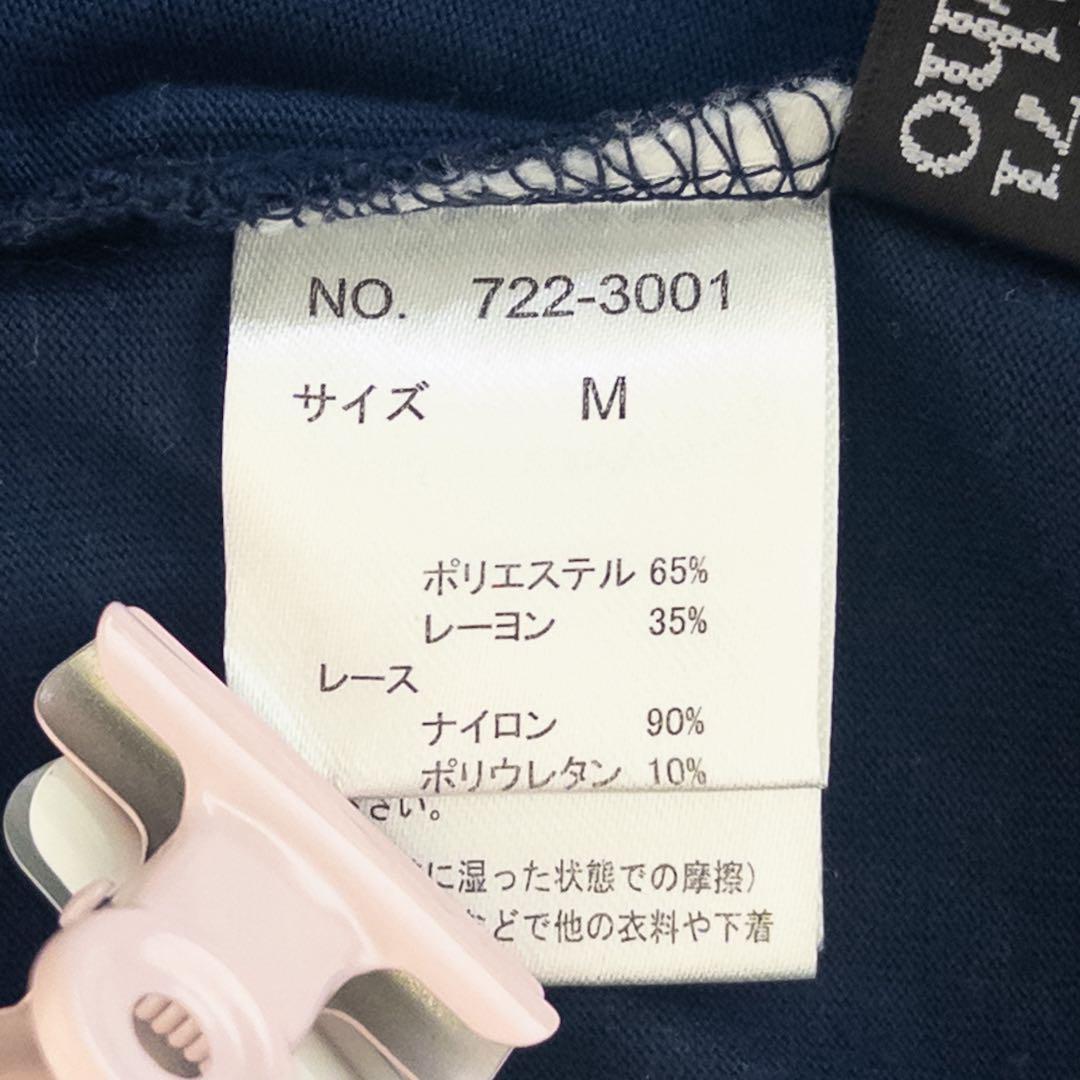 NO. 722-3001
サイズ M
ポリエステル 65%
レーヨン 35%
レース
ナイロン 90%
ポリウレタン 10%
さい。
に湿った状態での摩擦)
などで他の衣料や下着